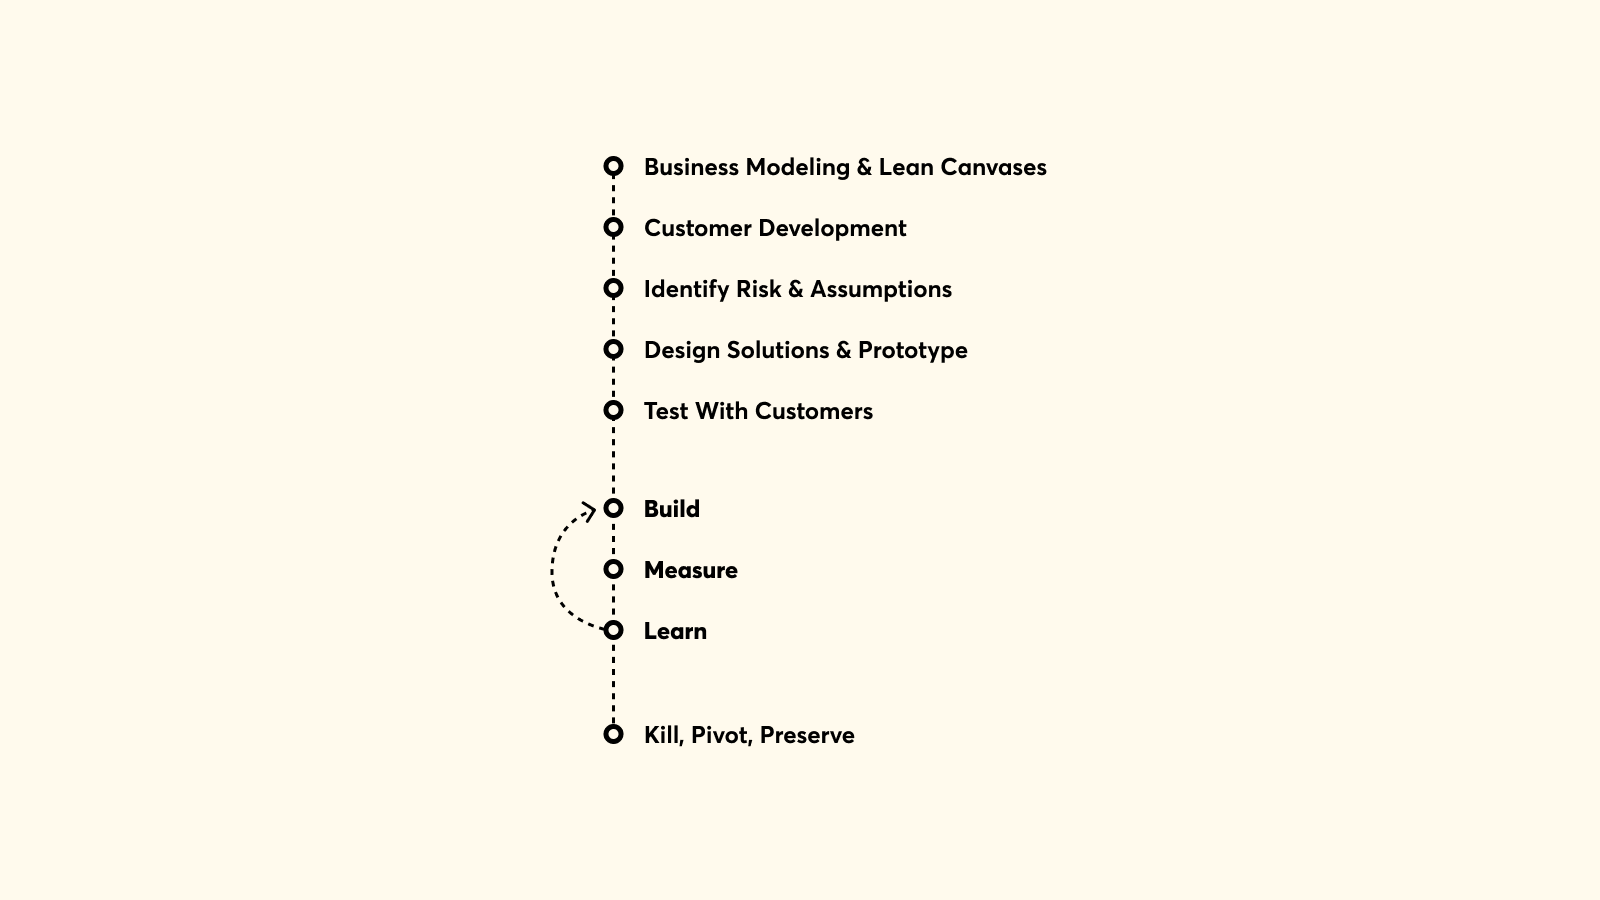 Business Modeling & Lean Canvases
Customer Development
Identify Risk & Assumptions
Design Solutions & Prototype
Test With Customers
Build
Measure
Learn
Kill, Pivot, Preserve